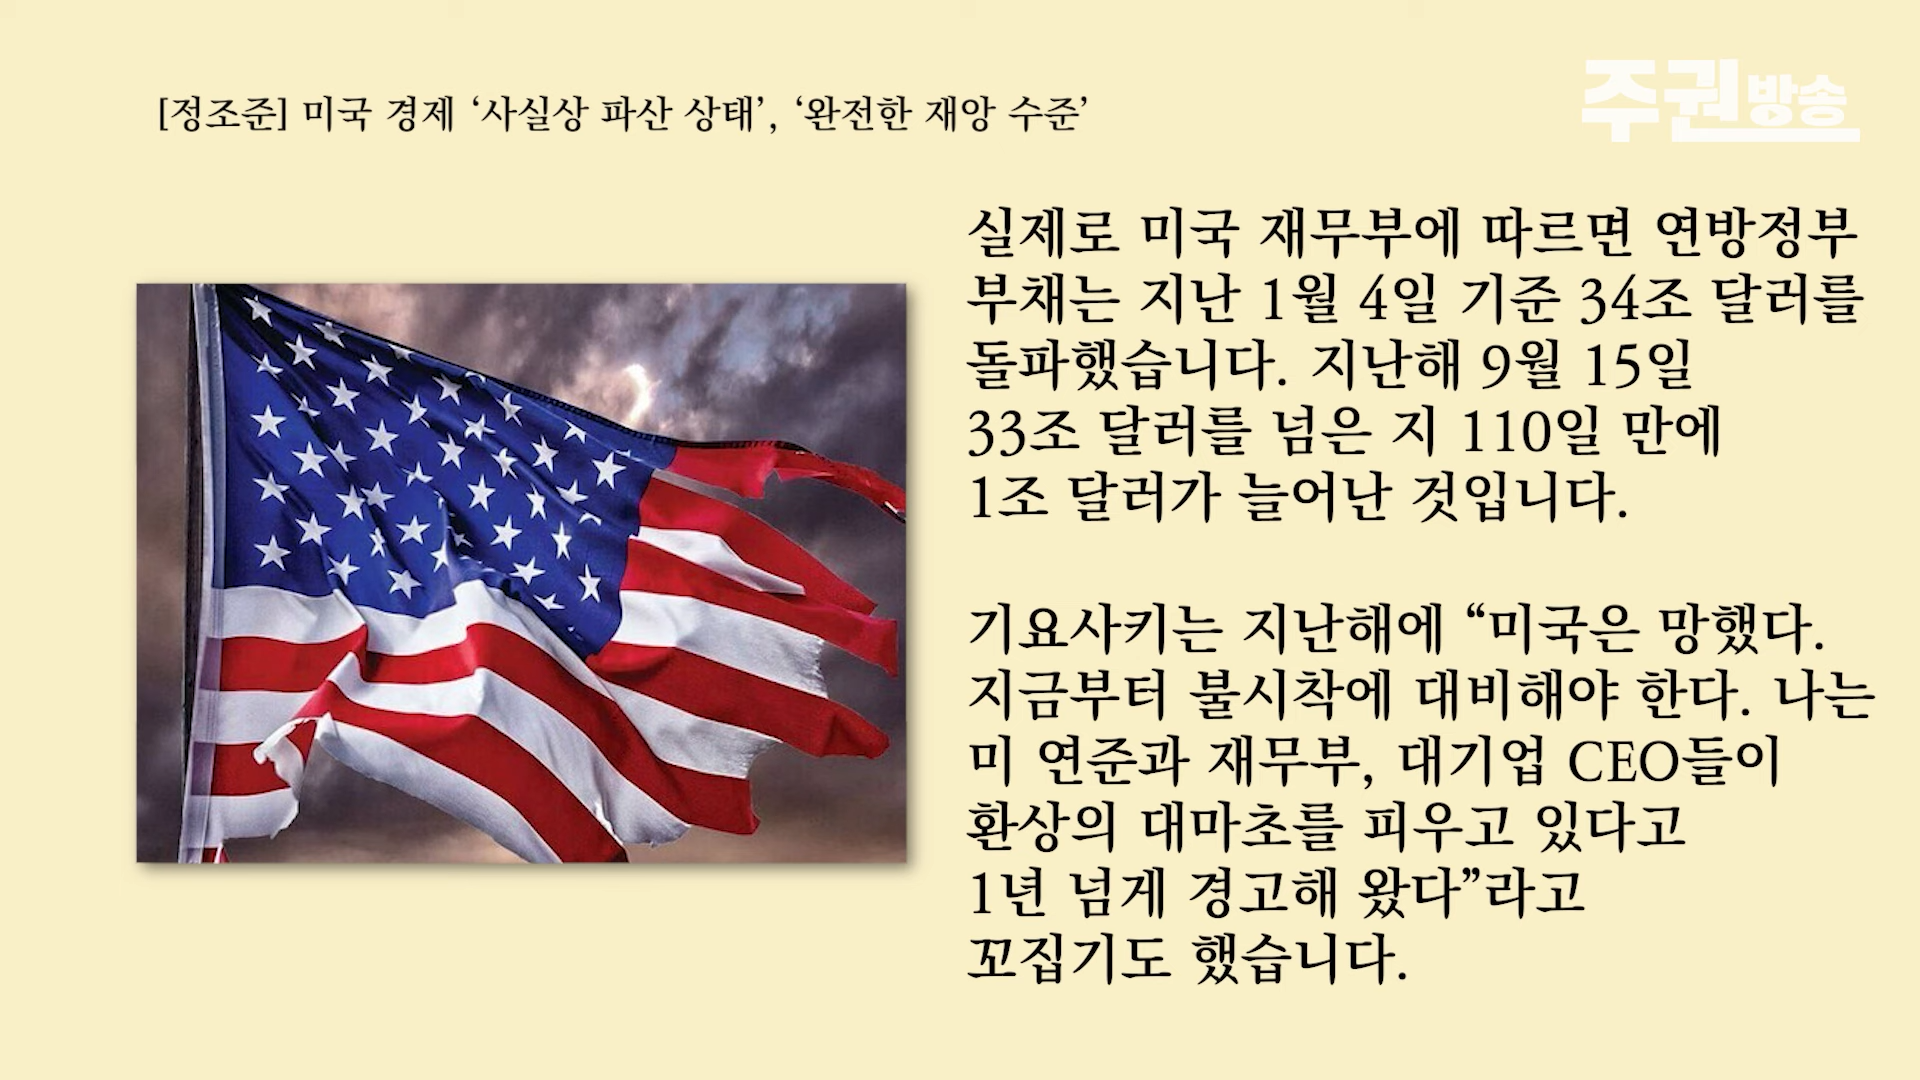 [정조준] 미국 경제 ‘사실상 파산 상태’, ‘완전한 재앙 수준’
주권방송
실제로 미국 재무부에 따르면 연방정부
부채는 지난 1월 4일 기준 34조 달러를
돌파했습니다. 지난해 9월 15일
33조 달러를 넘은 지 110일 만에
1조 달러가 늘어난 것입니다.
기요사키는 지난해에 “미국은 망했다.
지금부터 불시착에 대비해야 한다. 나는
미 연준과 재무부, 대기업 CEO들이
환상의 대마초를 피우고 있다고
1년 넘게 경고해 왔다”라고
꼬집기도 했습니다.